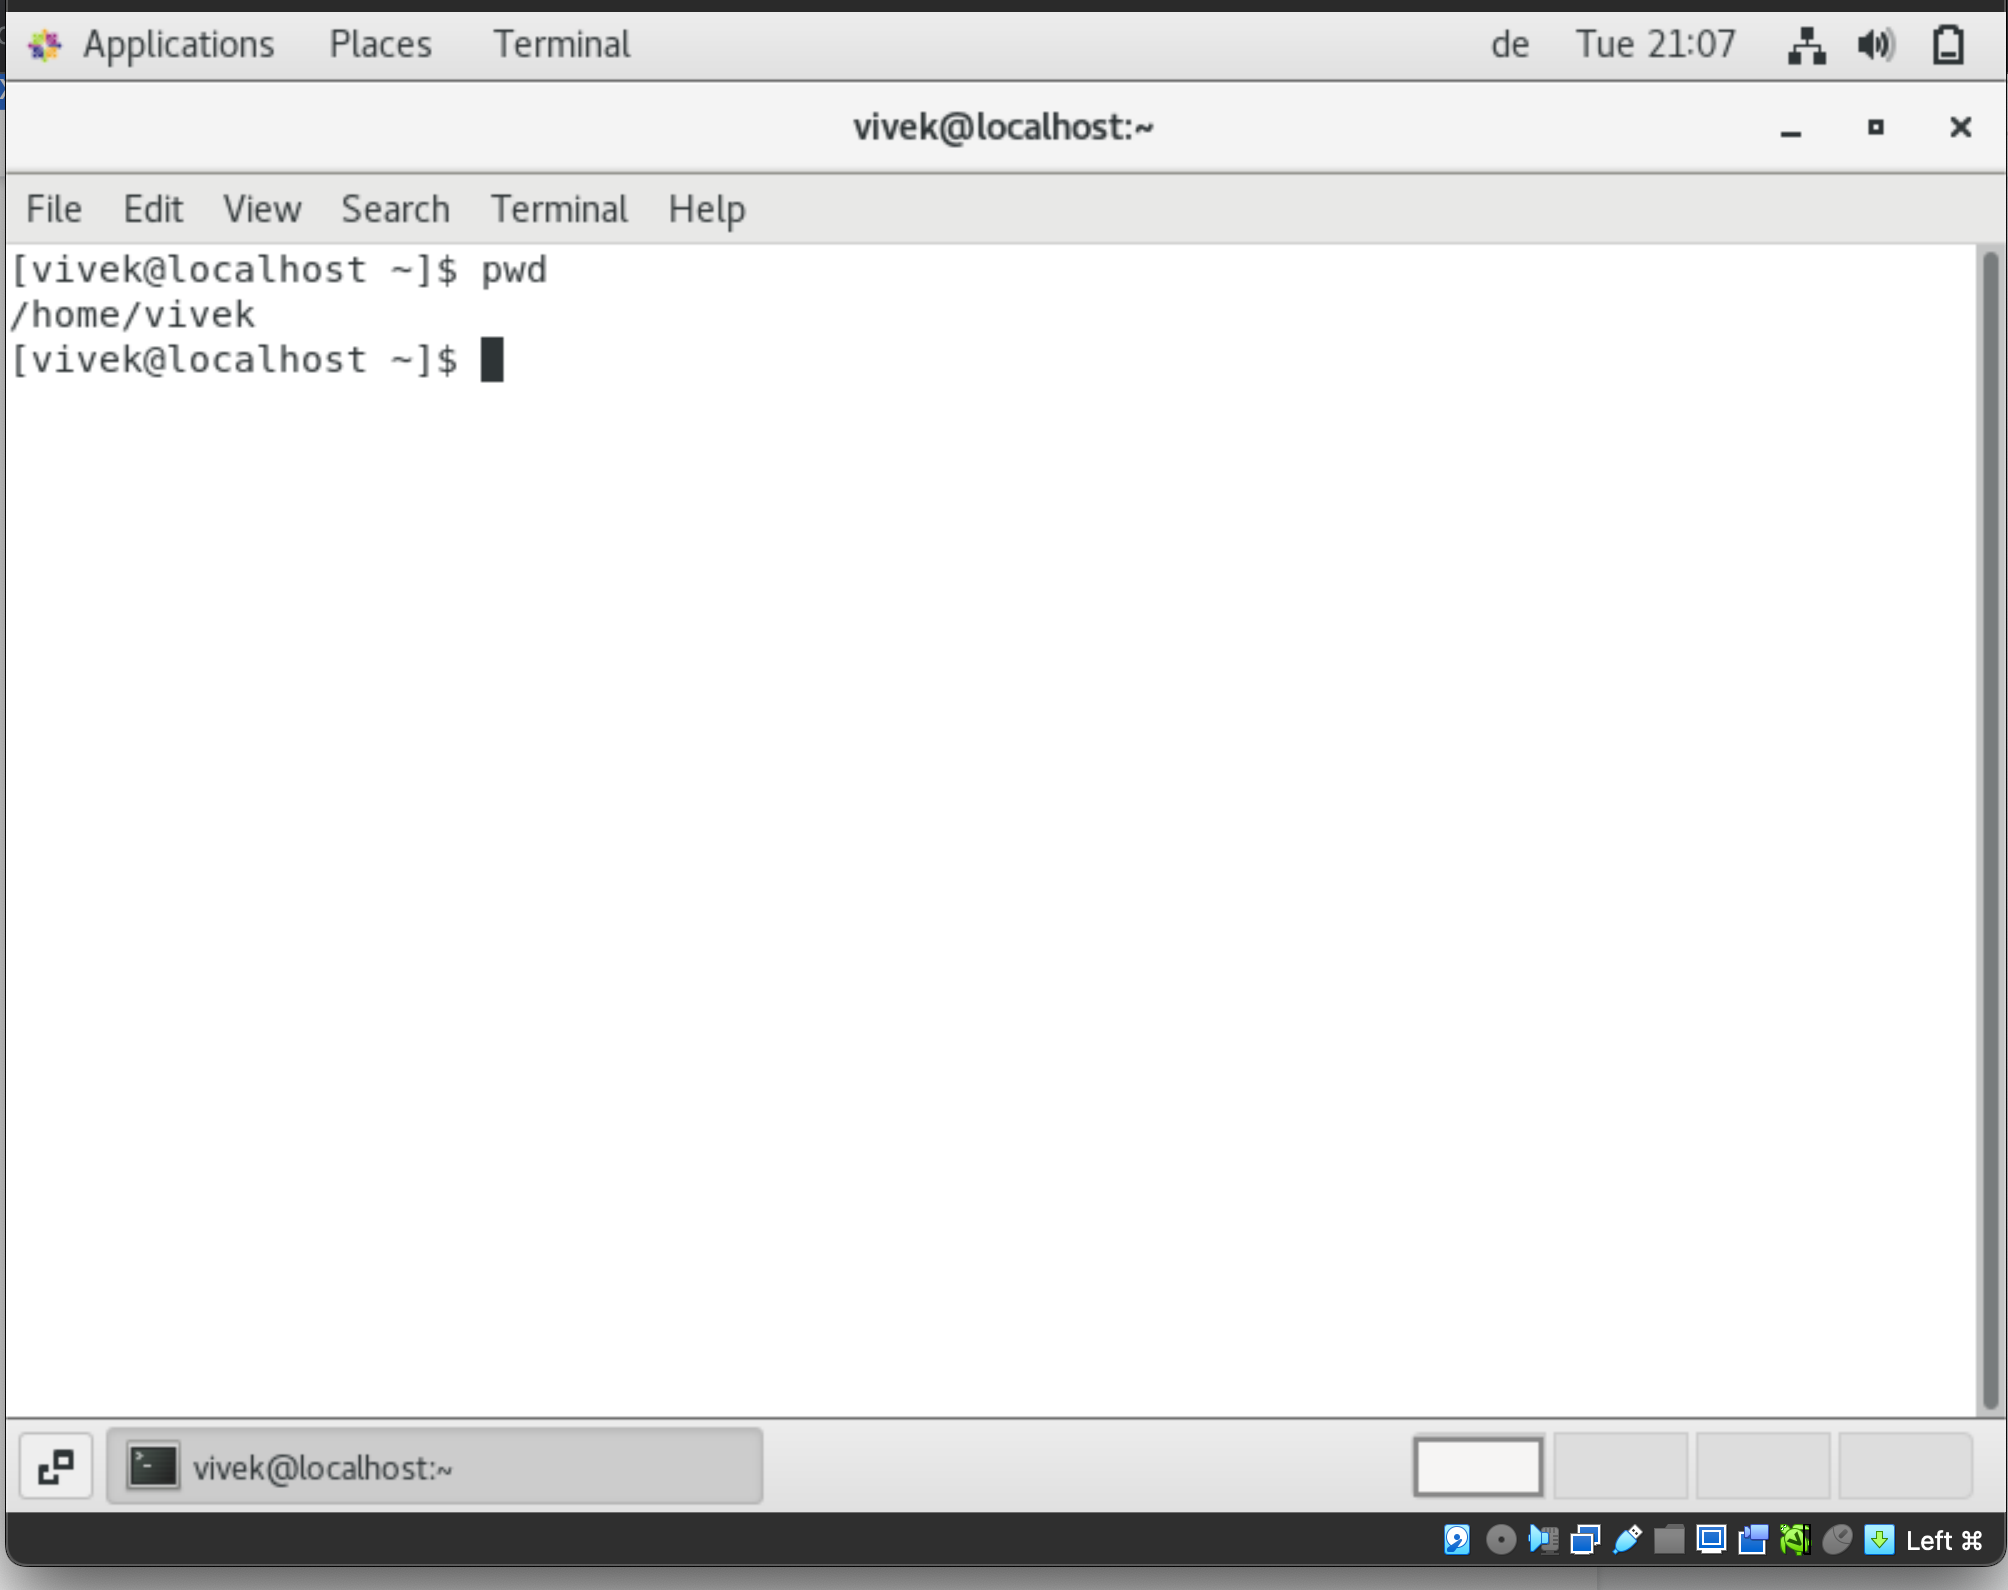 Applications Places Terminal de Tue 21:07
vivek@localhost:~
File Edit View Search Terminal Help
[vivek@localhost ~]$ pwd
/home/vivek
[vivek@localhost ~]$
vivek@localhost:~
Left ⌘